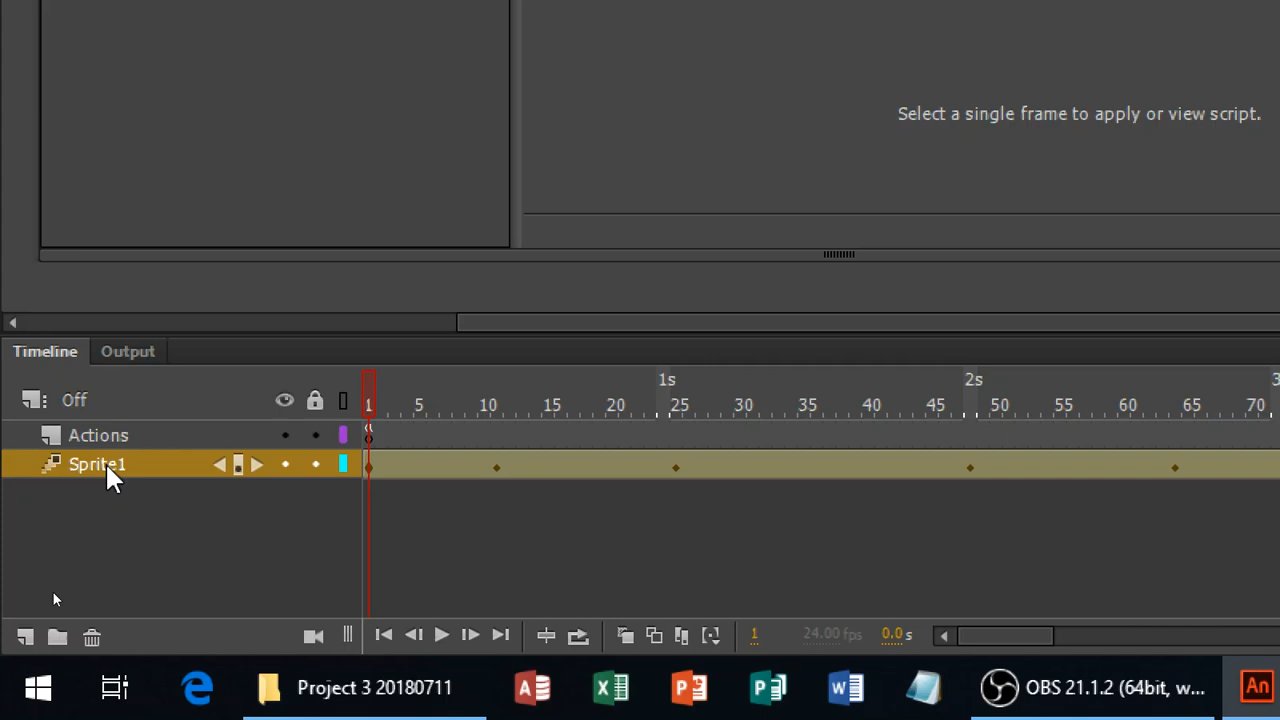 Select a single frame to apply or view script.
Timeline Output
Off 1s 2s 3
1 5 10 15 20 25 30 35 40 45 50 55 60 65 70
Actions
Sprite1
1 24.00 fps 0.0 s
Project 3 20180711 OBS 21.1.2 (64bit, w... An